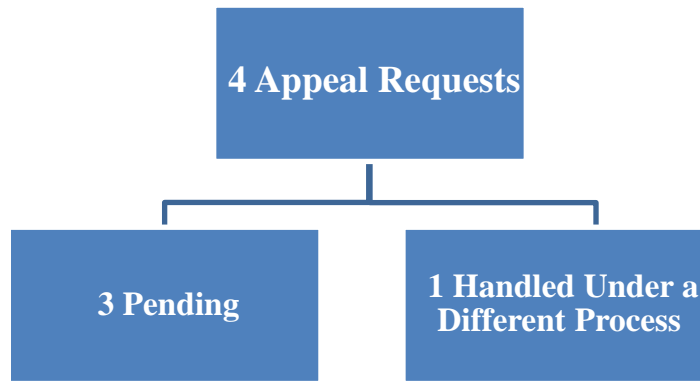 4 Appeal Requests
3 Pending
1 Handled Under a
Different Process